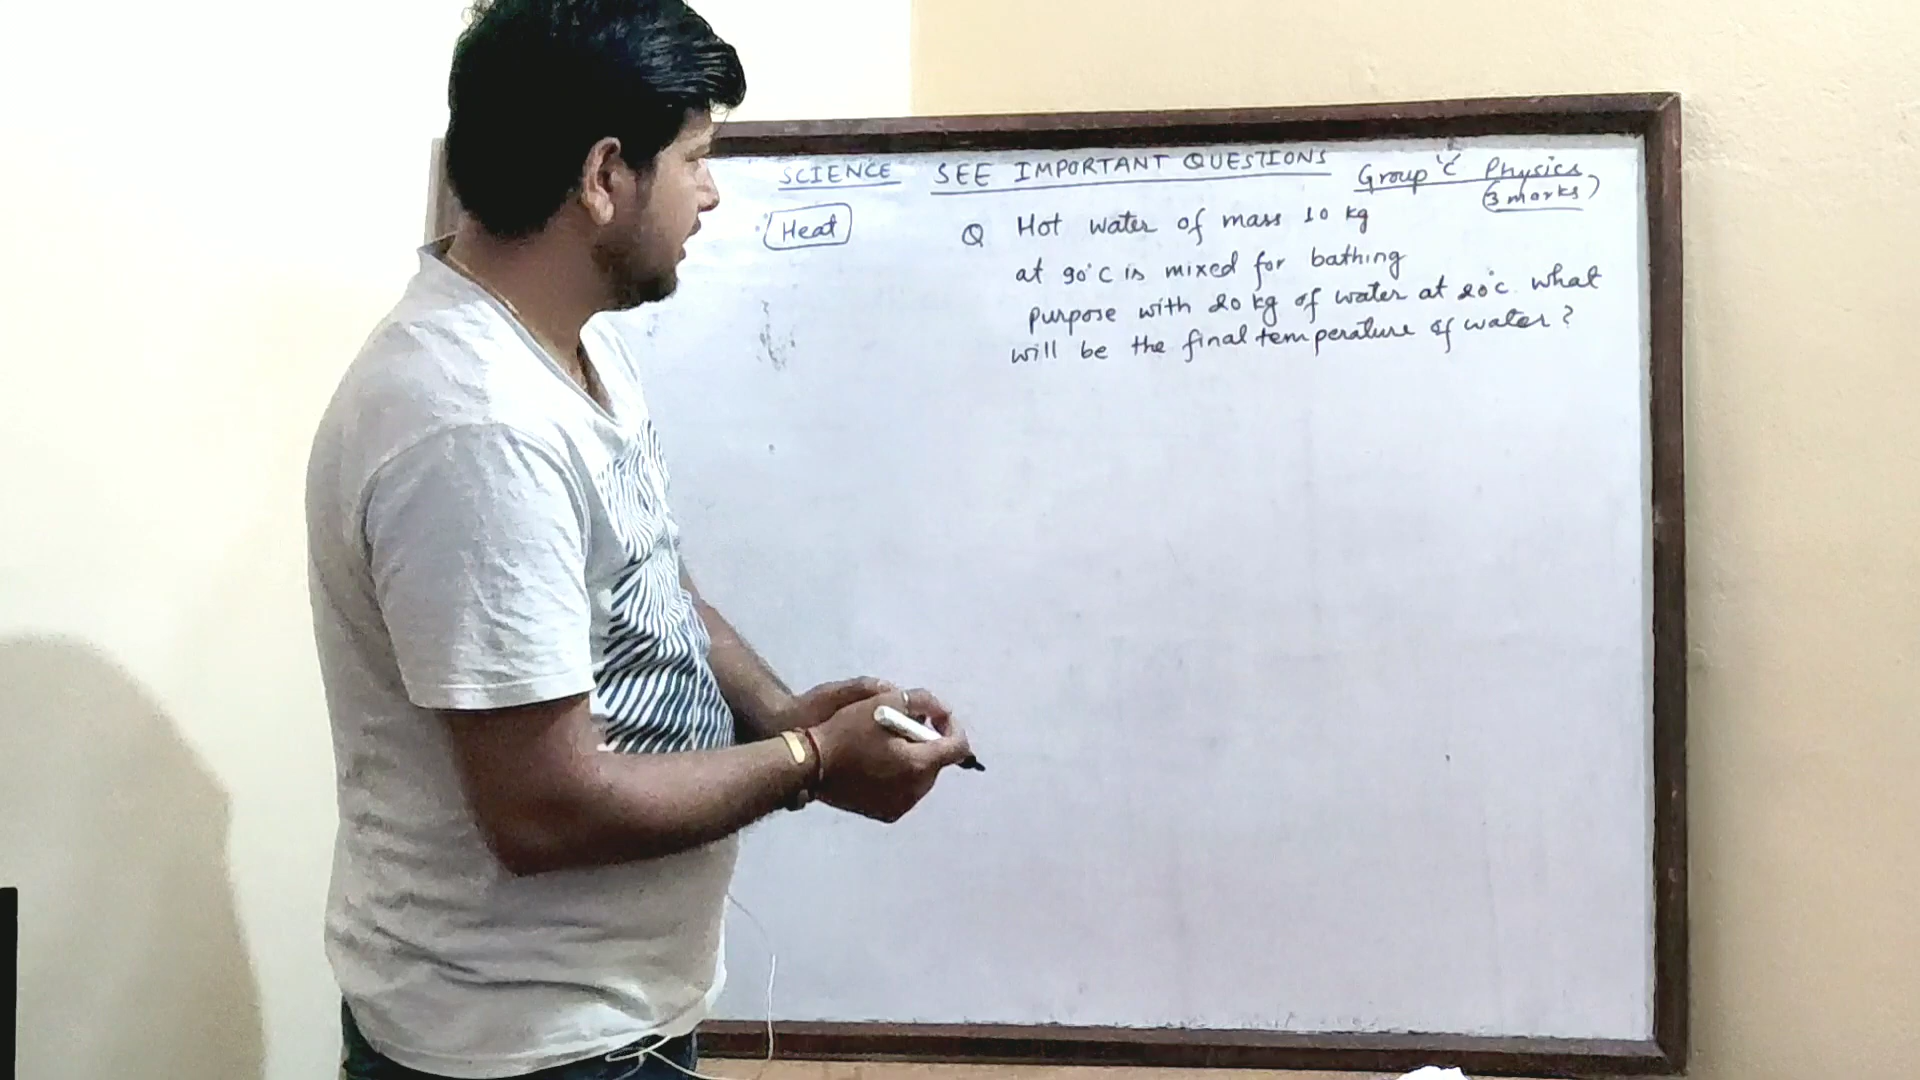 SCIENCE SEE IMPORTANT QUESTIONS Group 'C' Physics
(3 marks)
Heat
Q Hot water of mass 10 kg
at 90°C is mixed for bathing
purpose with 20 kg of water at 20°C. what
will be the final temperature of water?